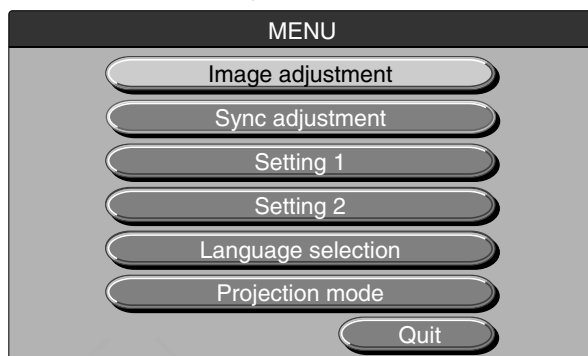 MENU
Image adjustment
Sync adjustment
Setting 1
Setting 2
Language selection
Projection mode
Quit